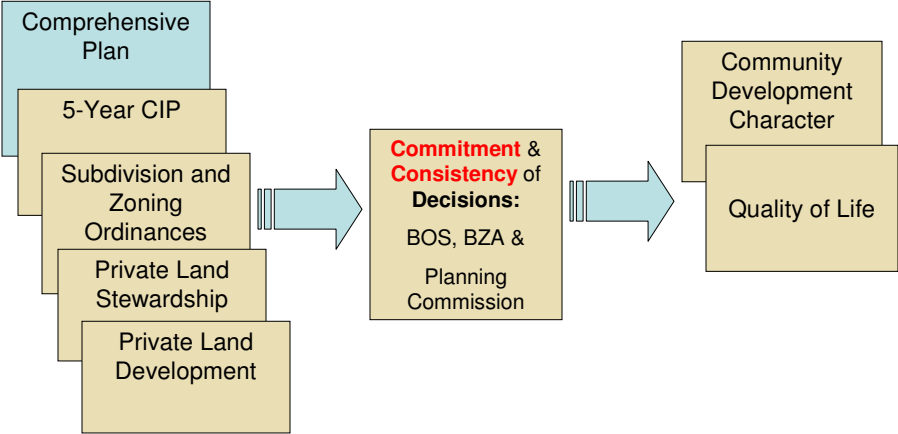 Comprehensive
Plan
5-Year CIP
Subdivision and
Zoning
Ordinances
Private Land
Stewardship
Private Land
Development
Commitment &
Consistency of
Decisions:
BOS, BZA &
Planning
Commission
Community
Development
Character
Quality of Life